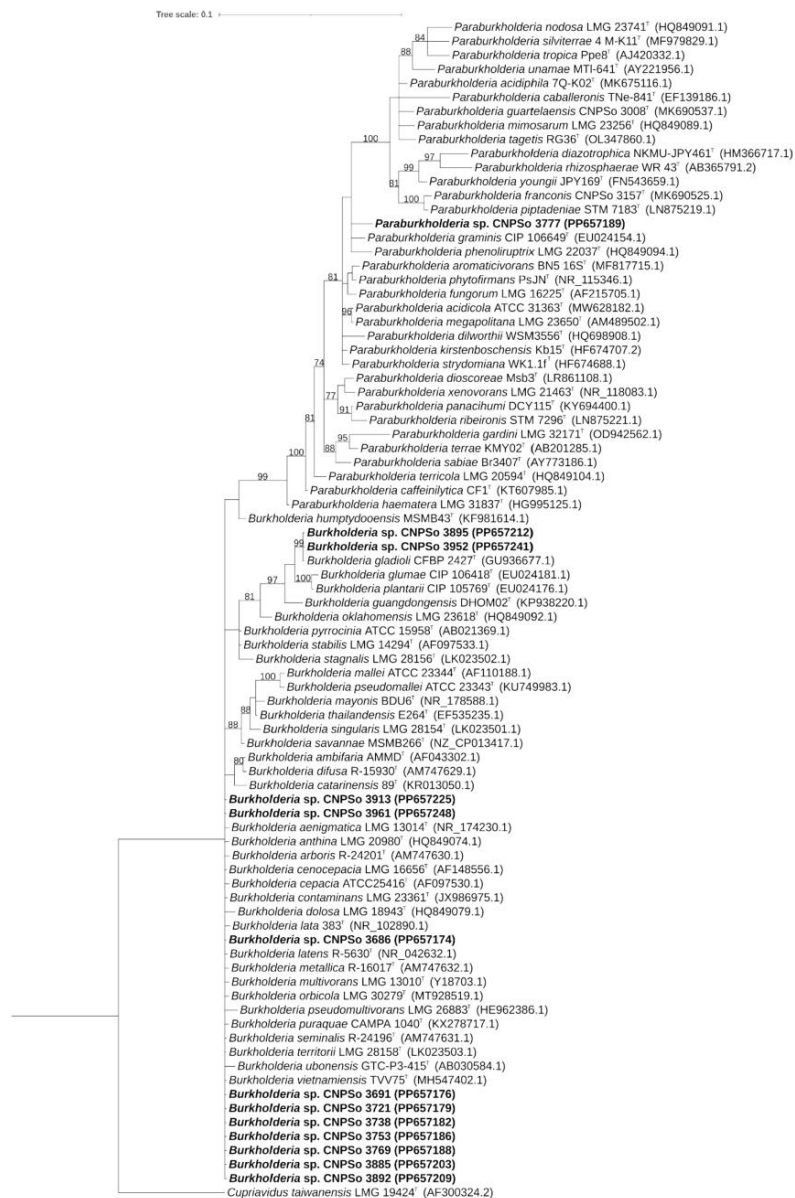 Tree scale: 0.1
Paraburkholderia nodosa LMG 23741ᵀ (HQ849091.1)
84
Paraburkholderia silviterrae 4 M-K11ᵀ (MF979829.1)
88
Paraburkholderia tropica Ppe8ᵀ (AJ420332.1)
Paraburkholderia unamae MTI-641ᵀ (AY221956.1)
Paraburkholderia acidiphila 7Q-K02ᵀ (MK675116.1)
Paraburkholderia caballeronis TNe-841ᵀ (EF139186.1)
Paraburkholderia guartelaensis CNPSo 3008ᵀ (MK690537.1)
Paraburkholderia mimosarum LMG 23256ᵀ (HQ849089.1)
100
Paraburkholderia tagetis RG36ᵀ (OL347860.1)
97
Paraburkholderia diazotrophica NKMU-JPY461ᵀ (HM366717.1)
99
Paraburkholderia rhizosphaerae WR 43ᵀ (AB365791.2)
81
Paraburkholderia youngii JPY169ᵀ (FN543659.1)
100
Paraburkholderia franconis CNPSo 3157ᵀ (MK690525.1)
Paraburkholderia piptadeniae STM 7183ᵀ (LN875219.1)
Paraburkholderia sp. CNPSo 3777 (PP657189)
Paraburkholderia graminis CIP 106649ᵀ (EU024154.1)
Paraburkholderia phenoliruptrix LMG 22037ᵀ (HQ849094.1)
Paraburkholderia aromaticivorans BN5 16Sᵀ (MF817715.1)
81
Paraburkholderia phytofirmans PsJNᵀ (NR_115346.1)
Paraburkholderia fungorum LMG 16225ᵀ (AF215705.1)
96
Paraburkholderia acidicola ATCC 31363ᵀ (MW628182.1)
Paraburkholderia megapolitana LMG 23650ᵀ (AM489502.1)
Paraburkholderia dilworthii WSM3556ᵀ (HQ698908.1)
Paraburkholderia kirstenboschensis Kb15ᵀ (HF674707.2)
74
Paraburkholderia strydomiana WK1.1fᵀ (HF674688.1)
Paraburkholderia dioscoreae Msb3ᵀ (LR861108.1)
77
Paraburkholderia xenovorans LMG 21463ᵀ (NR_118083.1)
91
Paraburkholderia panacihumi DCY115ᵀ (KY694400.1)
81
Paraburkholderia ribeironis STM 7296ᵀ (LN875221.1)
95
Paraburkholderia gardini LMG 32171ᵀ (OD942562.1)
88
Paraburkholderia terrae KMY02ᵀ (AB201285.1)
100
Paraburkholderia sabiae Br3407ᵀ (AY773186.1)
99
Paraburkholderia terricola LMG 20594ᵀ (HQ849104.1)
Paraburkholderia caffeinilytica CF1ᵀ (KT607985.1)
Paraburkholderia haematera LMG 31837ᵀ (HG995125.1)
Burkholderia humptydooensis MSMB43ᵀ (KF981614.1)
Burkholderia sp. CNPSo 3895 (PP657212)
99
Burkholderia sp. CNPSo 3952 (PP657241)
Burkholderia gladioli CFBP 2427ᵀ (GU936677.1)
97
100
Burkholderia glumae CIP 106418ᵀ (EU024181.1)
Burkholderia plantarii CIP 105769ᵀ (EU024176.1)
81
Burkholderia guangdongensis DHOM02ᵀ (KP938220.1)
Burkholderia oklahomensis LMG 23618ᵀ (HQ849092.1)
Burkholderia pyrrocinia ATCC 15958ᵀ (AB021369.1)
Burkholderia stabilis LMG 14294ᵀ (AF097533.1)
Burkholderia stagnalis LMG 28156ᵀ (LK023502.1)
100
Burkholderia mallei ATCC 23344ᵀ (AF110188.1)
Burkholderia pseudomallei ATCC 23343ᵀ (KU749983.1)
Burkholderia mayonis BDU6ᵀ (NR_178588.1)
88
Burkholderia thailandensis E264ᵀ (EF535235.1)
88
Burkholderia singularis LMG 28154ᵀ (LK023501.1)
Burkholderia savannae MSMB266ᵀ (NZ_CP013417.1)
80
Burkholderia ambifaria AMMDᵀ (AF043302.1)
Burkholderia difusa R-15930ᵀ (AM747629.1)
Burkholderia catarinensis 89ᵀ (KR013050.1)
Burkholderia sp. CNPSo 3913 (PP657225)
Burkholderia sp. CNPSo 3961 (PP657248)
Burkholderia aenigmatica LMG 13014ᵀ (NR_174230.1)
Burkholderia anthina LMG 20980ᵀ (HQ849074.1)
Burkholderia arboris R-24201ᵀ (AM747630.1)
Burkholderia cenocepacia LMG 16656ᵀ (AF148556.1)
Burkholderia cepacia ATCC25416ᵀ (AF097530.1)
Burkholderia contaminans LMG 23361ᵀ (JX986975.1)
Burkholderia dolosa LMG 18943ᵀ (HQ849079.1)
Burkholderia lata 383ᵀ (NR_102890.1)
Burkholderia sp. CNPSo 3686 (PP657174)
Burkholderia latens R-5630ᵀ (NR_042632.1)
Burkholderia metallica R-16017ᵀ (AM747632.1)
Burkholderia multivorans LMG 13010ᵀ (Y18703.1)
Burkholderia orbicola LMG 30279ᵀ (MT928519.1)
Burkholderia pseudomultivorans LMG 26883ᵀ (HE962386.1)
Burkholderia puraquae CAMPA 1040ᵀ (KX278717.1)
Burkholderia seminalis R-24196ᵀ (AM747631.1)
Burkholderia territorii LMG 28158ᵀ (LK023503.1)
Burkholderia ubonensis GTC-P3-415ᵀ (AB030584.1)
Burkholderia vietnamiensis TVV75ᵀ (MH547402.1)
Burkholderia sp. CNPSo 3691 (PP657176)
Burkholderia sp. CNPSo 3721 (PP657179)
Burkholderia sp. CNPSo 3738 (PP657182)
Burkholderia sp. CNPSo 3753 (PP657186)
Burkholderia sp. CNPSo 3769 (PP657188)
Burkholderia sp. CNPSo 3885 (PP657203)
Burkholderia sp. CNPSo 3892 (PP657209)
Cupriavidus taiwanensis LMG 19424ᵀ (AF300324.2)